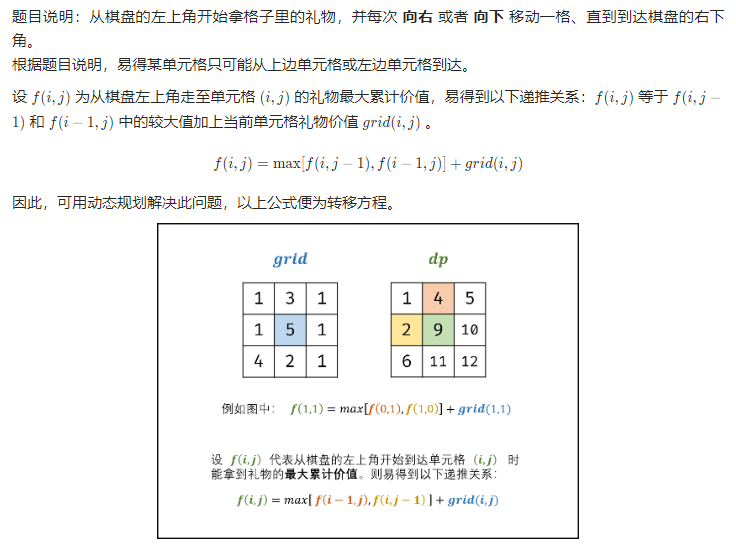 题目说明：从棋盘的左上角开始拿格子里的礼物，并每次 向右 或者 向下 移动一格、直到到达棋盘的右下
角。
根据题目说明，易得某单元格只可能从上边单元格或左边单元格到达。
设 f(i, j) 为从棋盘左上角走至单元格 (i, j) 的礼物最大累计价值，易得到以下递推关系：f(i, j) 等于 f(i, j −
1) 和 f(i − 1, j) 中的较大值加上当前单元格礼物价值 grid(i, j) 。
f(i, j) = max[f(i, j − 1), f(i − 1, j)] + grid(i, j)
因此，可用动态规划解决此问题，以上公式便为转移方程。
grid dp
1 3 1 1 4 5
1 5 1 2 9 10
4 2 1 6 11 12
例如图中： f(1,1) = max[f(0,1), f(1,0)] + grid(1,1)
设 f(i,j) 代表从棋盘的左上角开始到达单元格 (i,j) 时
能拿到礼物的最大累计价值。则易得到以下递推关系：
f(i,j) = max[ f(i − 1,j), f(i,j − 1) ] + grid(i,j)